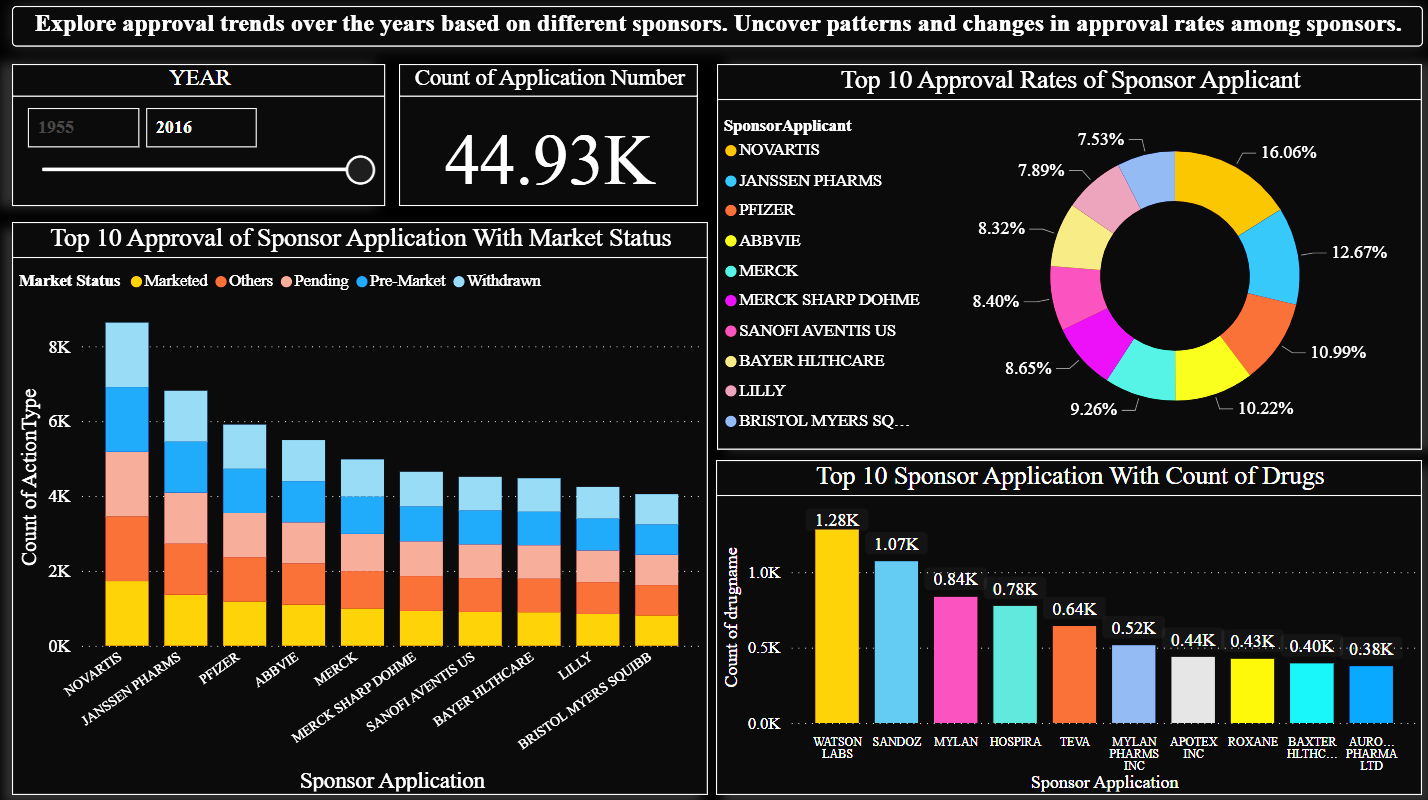 Explore approval trends over the years based on different sponsors. Uncover patterns and changes in approval rates among sponsors.
YEAR
1955
2016
Count of Application Number
44.93K
Top 10 Approval of Sponsor Application With Market Status
Market Status
Marketed
Others
Pending
Pre-Market
Withdrawn
Count of ActionType
8K
6K
4K
2K
0K
NOVARTIS
JANSSEN PHARMS
PFIZER
ABBVIE
MERCK
MERCK SHARP DOHME
SANOFI AVENTIS US
BAYER HLTHCARE
LILLY
BRISTOL MYERS SQUIBB
Sponsor Application
Top 10 Approval Rates of Sponsor Applicant
SponsorApplicant
NOVARTIS
JANSSEN PHARMS
PFIZER
ABBVIE
MERCK
MERCK SHARP DOHME
SANOFI AVENTIS US
BAYER HLTHCARE
LILLY
BRISTOL MYERS SQ…
16.06%
12.67%
10.99%
10.22%
9.26%
8.65%
8.40%
8.32%
7.89%
7.53%
Top 10 Sponsor Application With Count of Drugs
Count of drugname
1.0K
0.5K
0.0K
1.28K
1.07K
0.84K
0.78K
0.64K
0.52K
0.44K
0.43K
0.40K
0.38K
WATSON
LABS
SANDOZ
MYLAN
HOSPIRA
TEVA
MYLAN
PHARMS
INC
APOTEX
INC
ROXANE
BAXTER
HLTHC…
AURO…
PHARMA
LTD
Sponsor Application